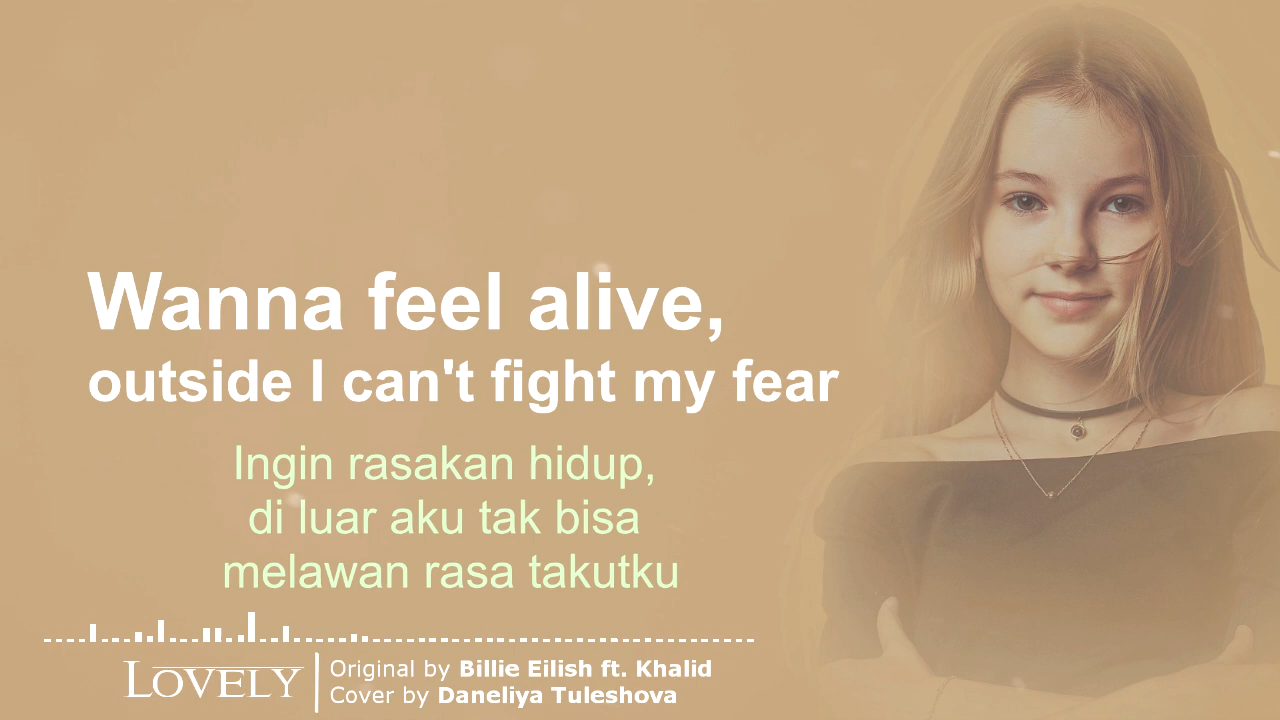 Wanna feel alive,
outside I can't fight my fear
Ingin rasakan hidup,
di luar aku tak bisa
melawan rasa takutku
LOVELY
Original by Billie Eilish ft. Khalid
Cover by Daneliya Tuleshova